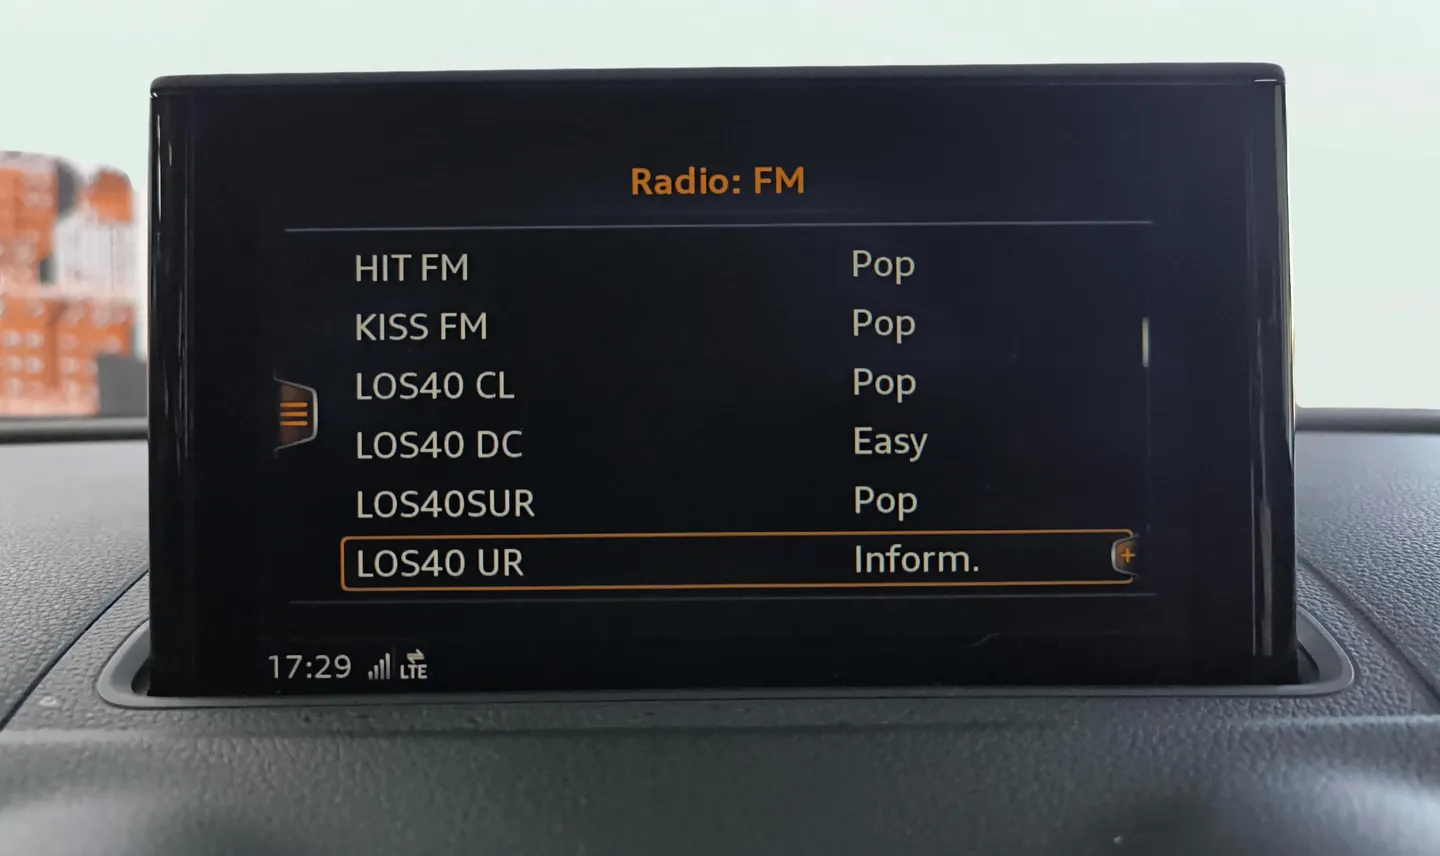 Radio: FM
HIT FM Pop
KISS FM Pop
LOS40 CL Pop
LOS40 DC Easy
LOS40SUR Pop
LOS40 UR Inform.
17:29 LTE